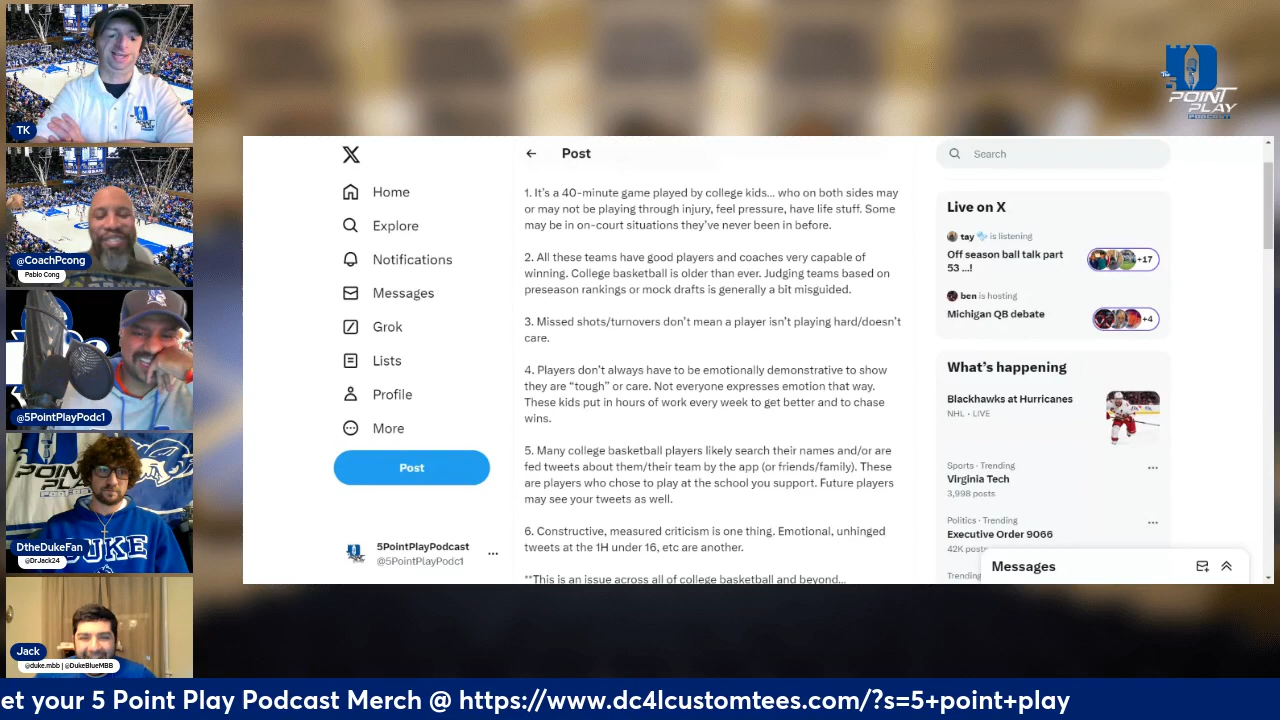 TK
@CoachPcong
Pablo Cong
@5PointPlayPodc1
DtheDukeFan
@DrJack24
DUKE
Jack
@duke.mbb | @DukeBlueMBB
The 5
POINT
PLAY
PODCAST
Home
Explore
Notifications
Messages
Grok
Lists
Profile
More
Post
5PointPlayPodcast
@5PointPlayPodc1
Post
1. It's a 40-minute game played by college kids... who on both sides may
or may not be playing through injury, feel pressure, have life stuff. Some
may be in on-court situations they've never been in before.
2. All these teams have good players and coaches very capable of
winning. College basketball is older than ever. Judging teams based on
preseason rankings or mock drafts is generally a bit misguided.
3. Missed shots/turnovers don't mean a player isn't playing hard/doesn't
care.
4. Players don't always have to be emotionally demonstrative to show
they are “tough” or care. Not everyone expresses emotion that way.
These kids put in hours of work every week to get better and to chase
wins.
5. Many college basketball players likely search their names and/or are
fed tweets about them/their team by the app (or friends/family). These
are players who chose to play at the school you support. Future players
may see your tweets as well.
6. Constructive, measured criticism is one thing. Emotional, unhinged
tweets at the 1H under 16, etc are another.
**This is an issue across all of college basketball and beyond...
Search
Live on X
tay is listening
Off season ball talk part
53 ...!
+17
ben is hosting
Michigan QB debate
+4
What's happening
Blackhawks at Hurricanes
NHL · LIVE
Sports · Trending
Virginia Tech
3,998 posts
Politics · Trending
Executive Order 9066
42K posts
Trending
Messages
et your 5 Point Play Podcast Merch @ https://www.dc4lcustomtees.com/?s=5+point+play